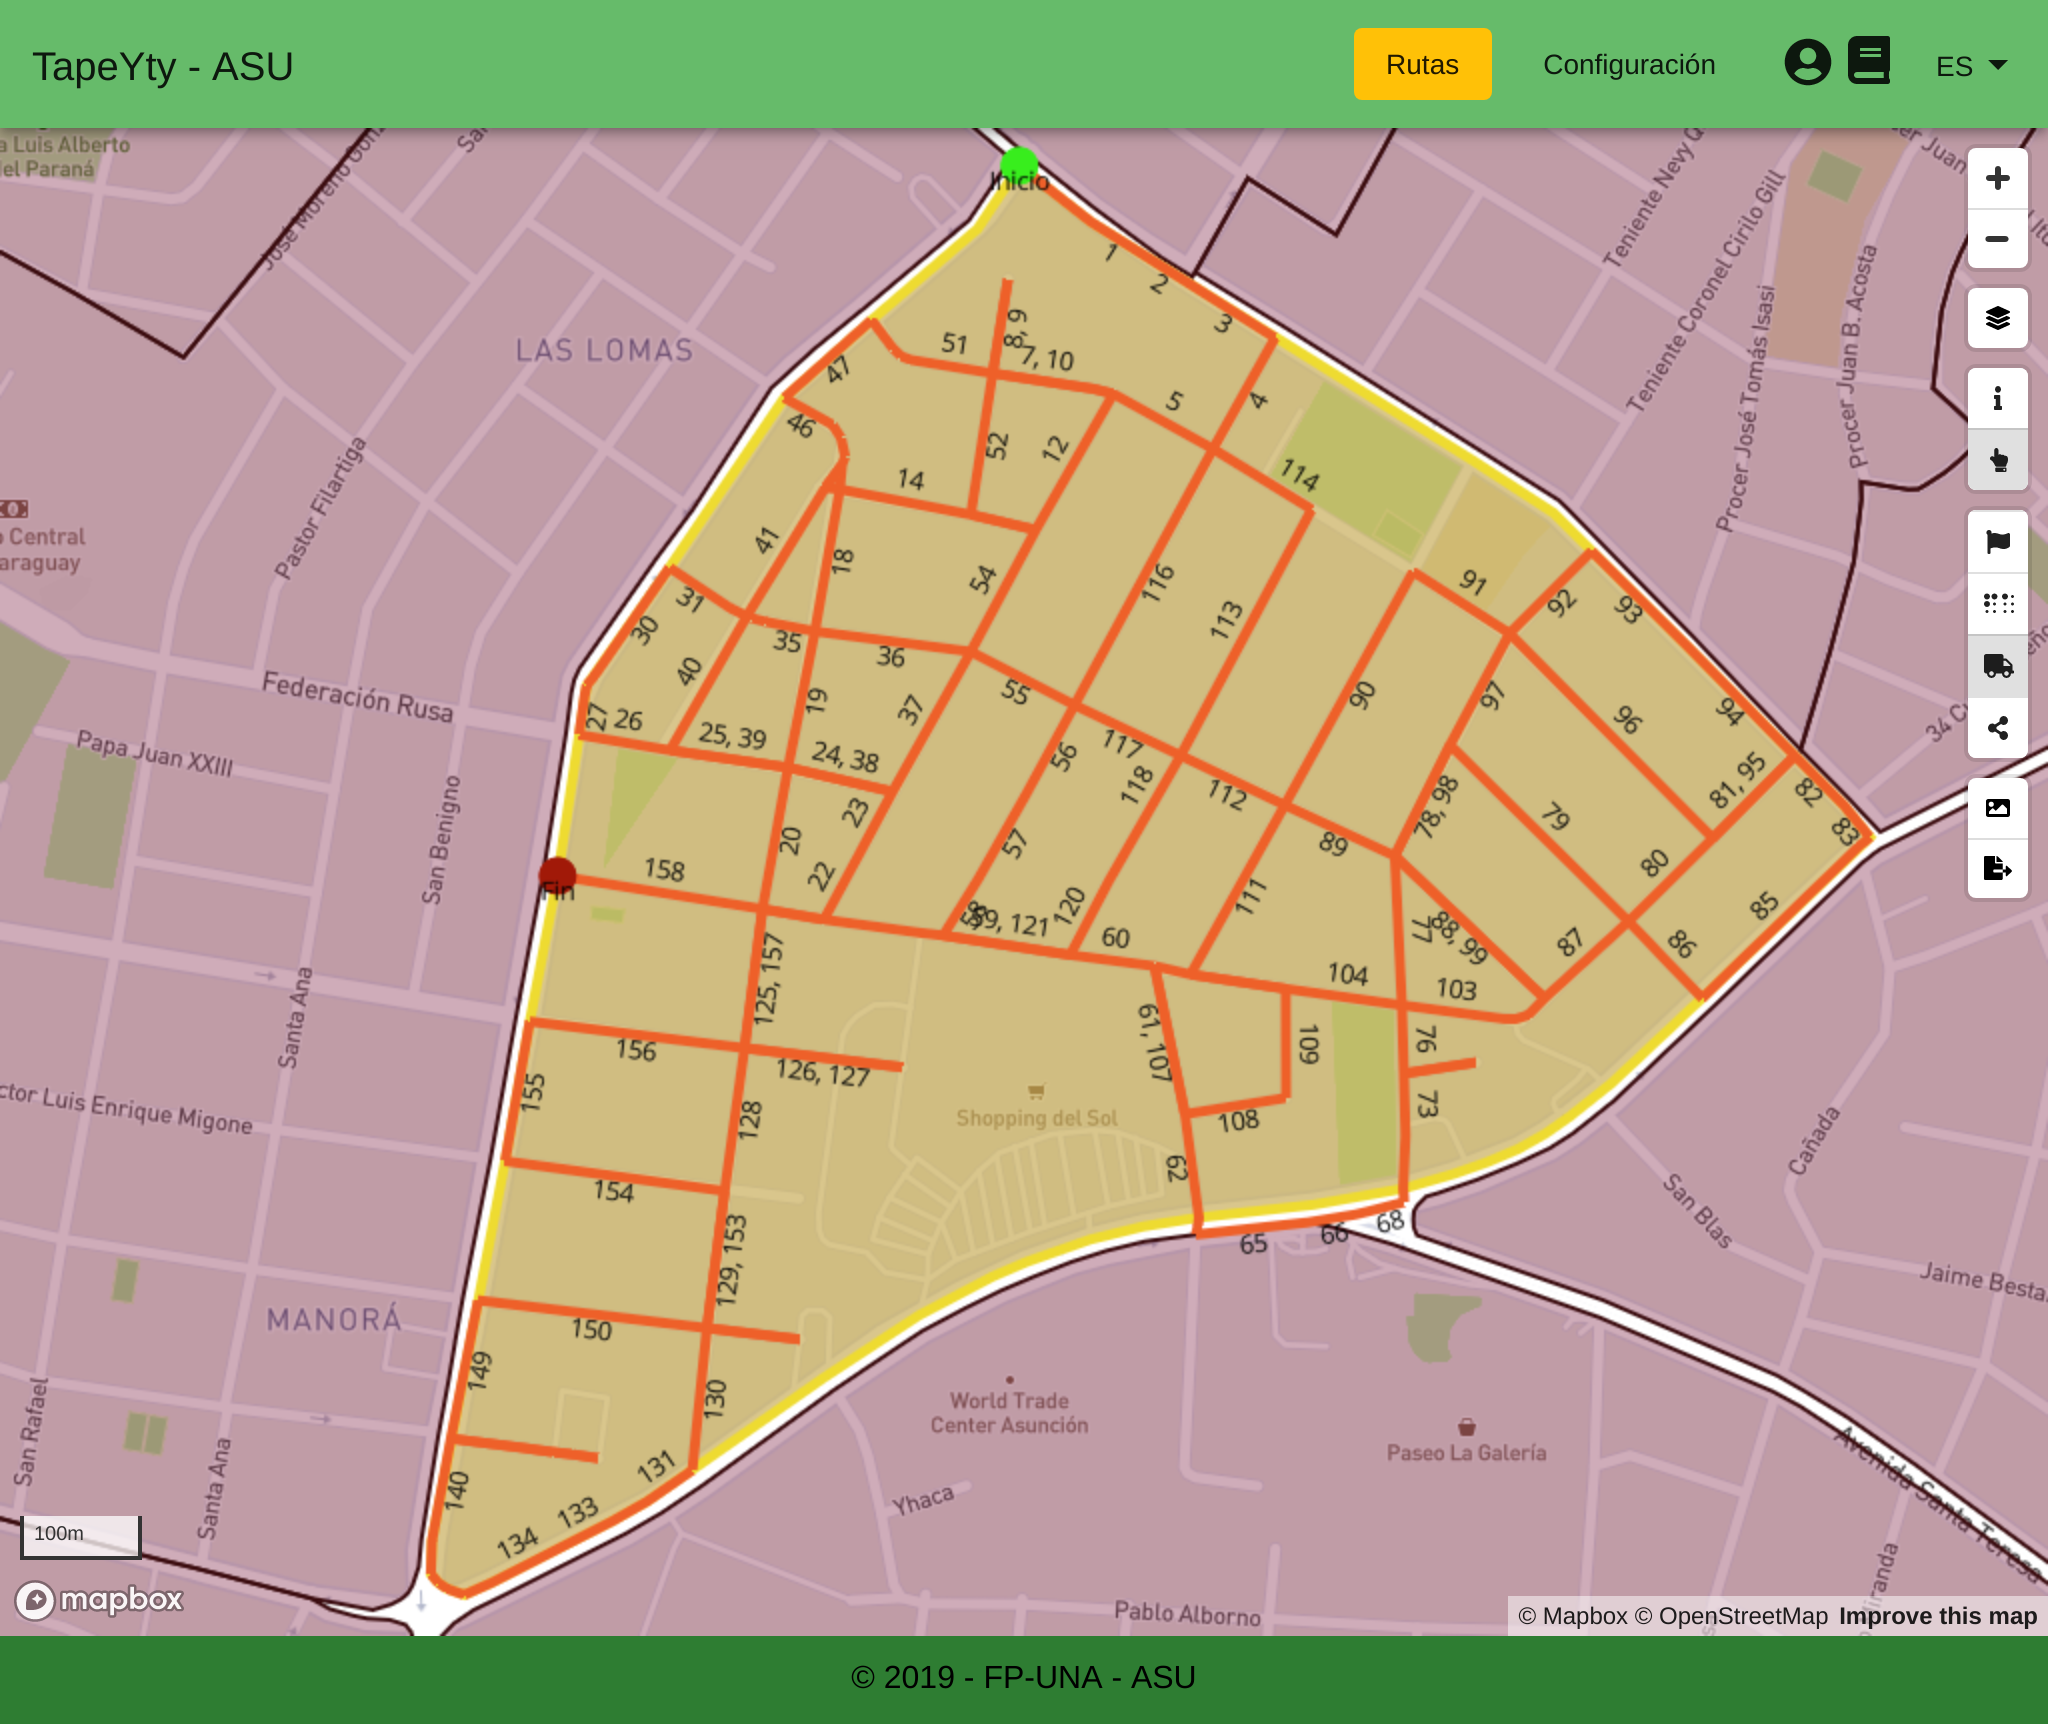 TapeYty - ASU
Rutas
Configuración
ES
a Luis Alberto
del Paraná
José Moreno
Inicio
Teniente Nevy
Teniente Coronel Cirilo Gill
Procer José Tomás Isasi
Procer Juan B. Acosta
1
2
3
8, 9
51
7, 10
47
LAS LOMAS
5
4
46
52
12
14
114
Pastor Filartiga
Central
araguay
41
18
54
116
113
91
92
93
31
30
35
36
40
19
37
55
90
97
96
94
27
26
25, 39
24, 38
56
117
118
112
78, 98
79
81, 95
82
83
Federación Rusa
Papa Juan XXIII
San Benigno
23
20
22
57
89
80
158
Fin
58
59, 121
120
60
111
77
88, 99
87
86
85
125, 157
104
103
Santa Ana
156
126, 127
61, 107
109
76
155
128
Shopping del Sol
108
73
ctor Luis Enrique Migone
154
62
129, 153
65
66
68
Cañada
San Blas
Jaime Besta
MANORÁ
150
149
130
World Trade
Center Asunción
Paseo La Galería
San Rafael
Santa Ana
140
131
133
134
Yhaca
Avenida Santa Teresa
100m
mapbox
Pablo Alborno
© Mapbox © OpenStreetMap Improve this map
© 2019 - FP-UNA - ASU